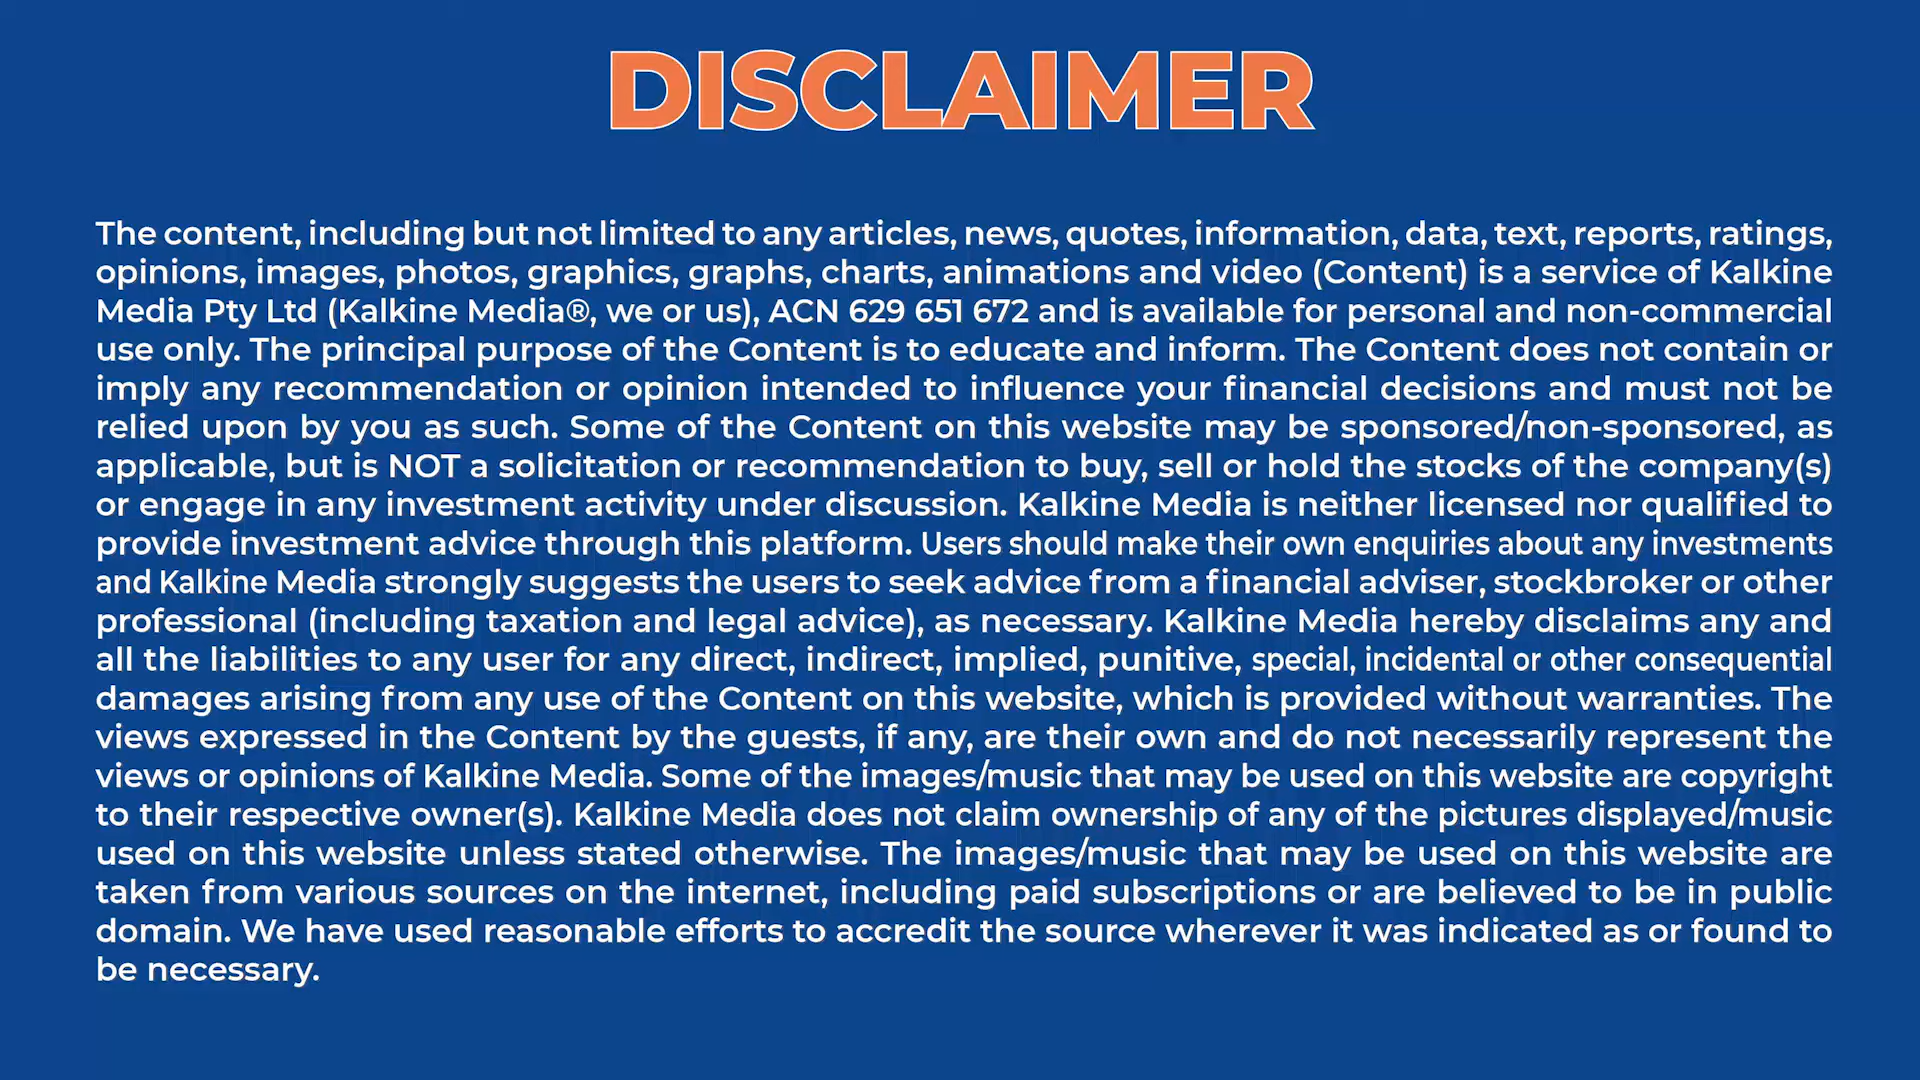 DISCLAIMER
The content, including but not limited to any articles, news, quotes, information, data, text, reports, ratings,
opinions, images, photos, graphics, graphs, charts, animations and video (Content) is a service of Kalkine
Media Pty Ltd (Kalkine Media®, we or us), ACN 629 651 672 and is available for personal and non-commercial
use only. The principal purpose of the Content is to educate and inform. The Content does not contain or
imply any recommendation or opinion intended to influence your financial decisions and must not be
relied upon by you as such. Some of the Content on this website may be sponsored/non-sponsored, as
applicable, but is NOT a solicitation or recommendation to buy, sell or hold the stocks of the company(s)
or engage in any investment activity under discussion. Kalkine Media is neither licensed nor qualified to
provide investment advice through this platform. Users should make their own enquiries about any investments
and Kalkine Media strongly suggests the users to seek advice from a financial adviser, stockbroker or other
professional (including taxation and legal advice), as necessary. Kalkine Media hereby disclaims any and
all the liabilities to any user for any direct, indirect, implied, punitive, special, incidental or other consequential
damages arising from any use of the Content on this website, which is provided without warranties. The
views expressed in the Content by the guests, if any, are their own and do not necessarily represent the
views or opinions of Kalkine Media. Some of the images/music that may be used on this website are copyright
to their respective owner(s). Kalkine Media does not claim ownership of any of the pictures displayed/music
used on this website unless stated otherwise. The images/music that may be used on this website are
taken from various sources on the internet, including paid subscriptions or are believed to be in public
domain. We have used reasonable efforts to accredit the source wherever it was indicated as or found to
be necessary.